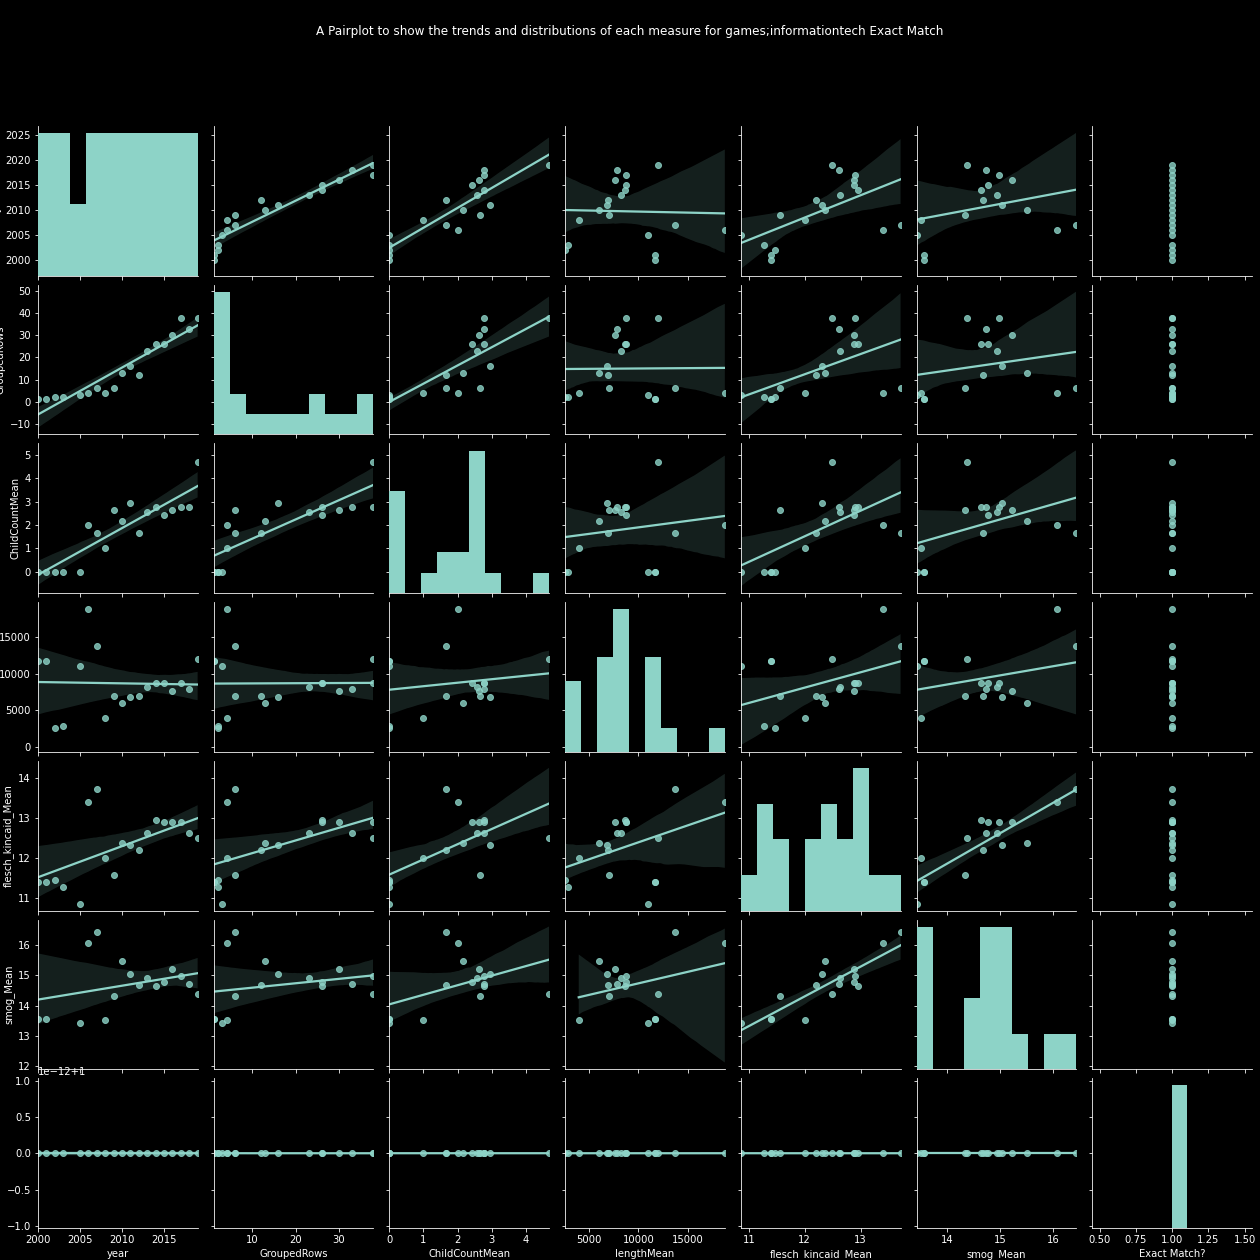 A Pairplot to show the trends and distributions of each measure for games;informationtech Exact Match
2025
2020
2015
2010
2005
2000
50
40
30
20
10
0
−10
GroupedRows
5
4
3
2
1
0
ChildCountMean
15000
10000
5000
0
14
13
12
11
flesch_kincaid_Mean
16
15
14
13
12
smog_Mean
1e−12+1
1.0
0.5
0.0
−0.5
−1.0
2000 2005 2010 2015
10 20 30
0 1 2 3 4
5000 10000 15000
11 12 13
14 15 16
0.50 0.75 1.00 1.25 1.50
year
GroupedRows
ChildCountMean
lengthMean
flesch_kincaid_Mean
smog_Mean
Exact Match?